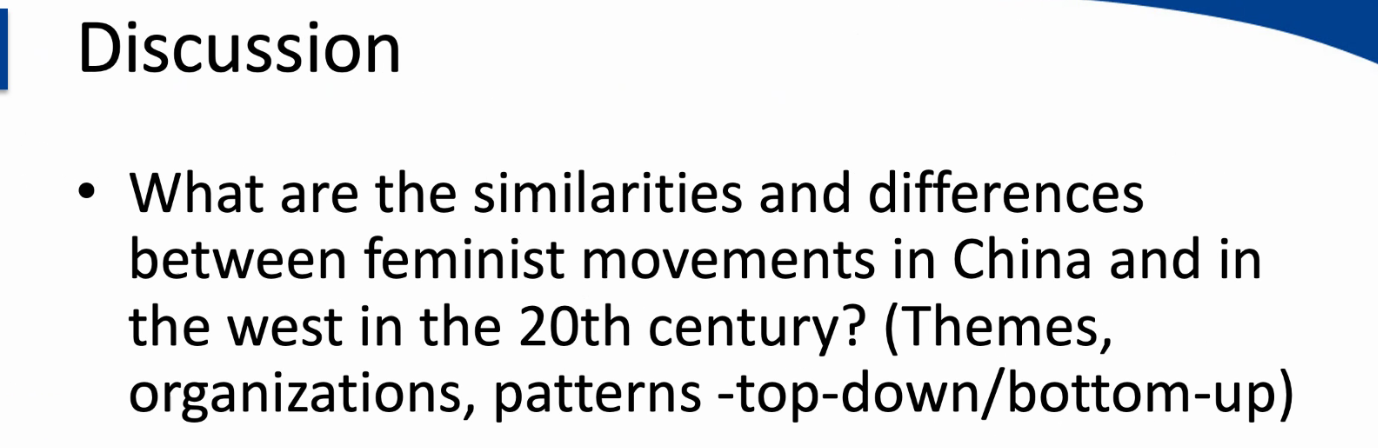 Discussion
• What are the similarities and differences
between feminist movements in China and in
the west in the 20th century? (Themes,
organizations, patterns -top-down/bottom-up)